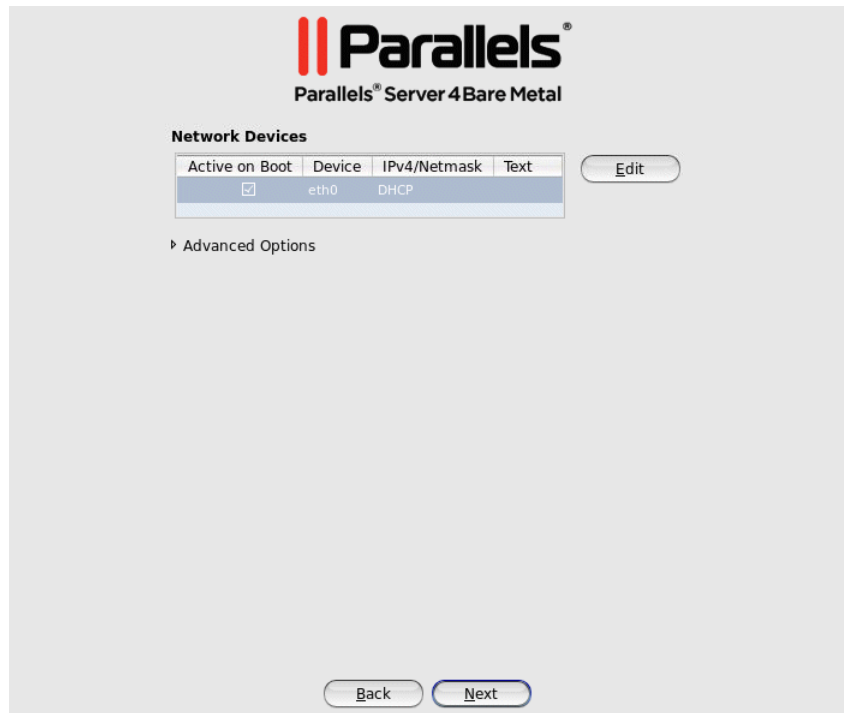 Parallels®
Parallels® Server 4 Bare Metal
Network Devices
Active on Boot Device IPv4/Netmask Text
eth0 DHCP
Edit
Advanced Options
Back Next